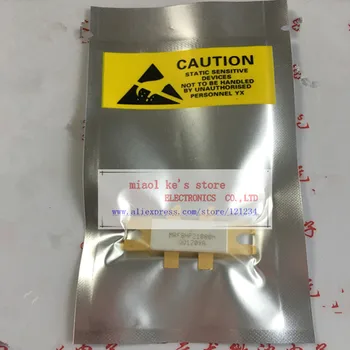 CAUTION
STATIC SENSITIVE
DEVICES
NOT TO BE HANDLED
BY UNAUTHORISED
PERSONNEL YX
miaol ke's store
ELECTRONICS CO.,LTD
www.aliexpress.com/store/121234